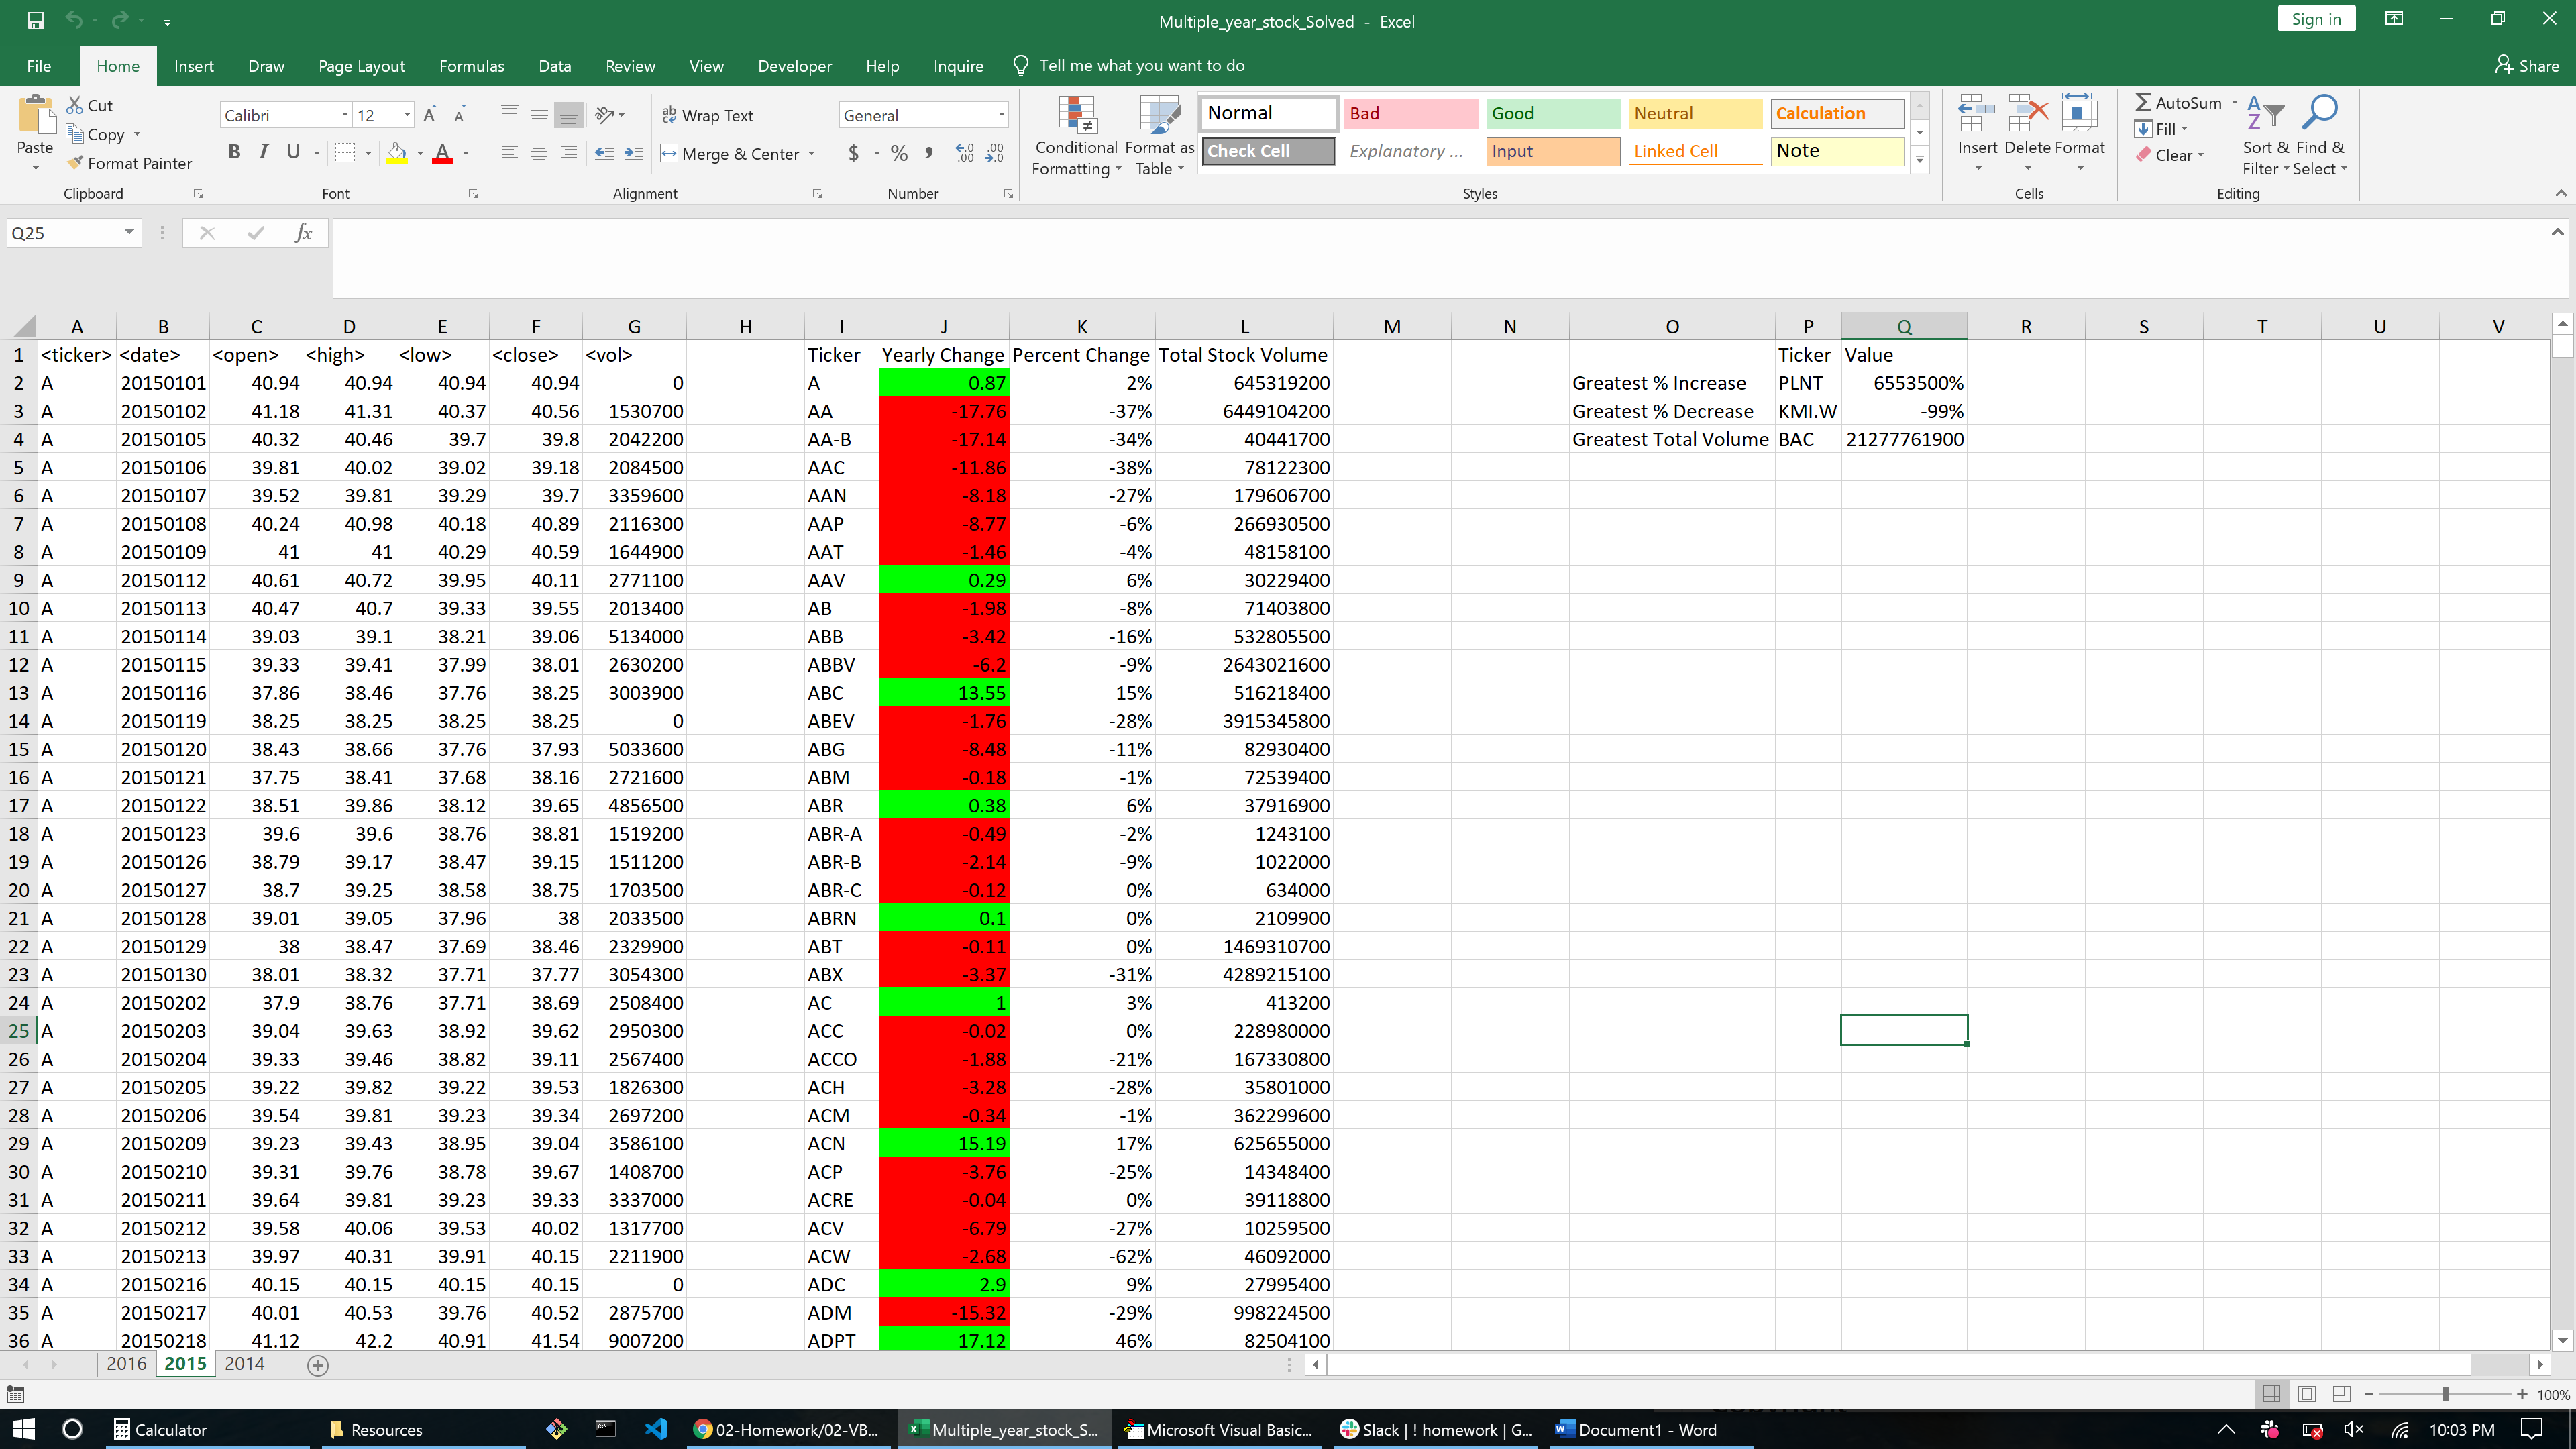 Multiple_year_stock_Solved - Excel
Sign in
File Home Insert Draw Page Layout Formulas Data Review View Developer Help Inquire Tell me what you want to do Share
Paste
Cut
Copy
Format Painter
Clipboard
Calibri 12
B I U
Font
Wrap Text
Merge & Center
Alignment
General
$ % ,
Number
Conditional Formatting
Format as Table
Normal Bad Good Neutral Calculation
Check Cell Explanatory ... Input Linked Cell Note
Styles
Insert Delete Format
Cells
AutoSum
Fill
Clear
Sort & Filter
Find & Select
Editing
Q25 fx
A B C D E F G H I J K L M N O P Q R S T U V
1 <ticker> <date> <open> <high> <low> <close> <vol> Ticker Yearly Change Percent Change Total Stock Volume Ticker Value
2 A 20150101 40.94 40.94 40.94 40.94 0 A 0.87 2% 645319200 Greatest % Increase PLNT 6553500%
3 A 20150102 41.18 41.31 40.37 40.56 1530700 AA -17.76 -37% 6449104200 Greatest % Decrease KMI.W -99%
4 A 20150105 40.32 40.46 39.7 39.8 2042200 AA-B -17.14 -34% 40441700 Greatest Total Volume BAC 21277761900
5 A 20150106 39.81 40.02 39.02 39.18 2084500 AAC -11.86 -38% 78122300
6 A 20150107 39.52 39.81 39.29 39.7 3359600 AAN -8.18 -27% 179606700
7 A 20150108 40.24 40.98 40.18 40.89 2116300 AAP -8.77 -6% 266930500
8 A 20150109 41 41 40.29 40.59 1644900 AAT -1.46 -4% 48158100
9 A 20150112 40.61 40.72 39.95 40.11 2771100 AAV 0.29 6% 30229400
10 A 20150113 40.47 40.7 39.33 39.55 2013400 AB -1.98 -8% 71403800
11 A 20150114 39.03 39.1 38.21 39.06 5134000 ABB -3.42 -16% 532805500
12 A 20150115 39.33 39.41 37.99 38.01 2630200 ABBV -6.2 -9% 2643021600
13 A 20150116 37.86 38.46 37.76 38.25 3003900 ABC 13.55 15% 516218400
14 A 20150119 38.25 38.25 38.25 38.25 0 ABEV -1.76 -28% 3915345800
15 A 20150120 38.43 38.66 37.76 37.93 5033600 ABG -8.48 -11% 82930400
16 A 20150121 37.75 38.41 37.68 38.16 2721600 ABM -0.18 -1% 72539400
17 A 20150122 38.51 39.86 38.12 39.65 4856500 ABR 0.38 6% 37916900
18 A 20150123 39.6 39.6 38.76 38.81 1519200 ABR-A -0.49 -2% 1243100
19 A 20150126 38.79 39.17 38.47 39.15 1511200 ABR-B -2.14 -9% 1022000
20 A 20150127 38.7 39.25 38.58 38.75 1703500 ABR-C -0.12 0% 634000
21 A 20150128 39.01 39.05 37.96 38 2033500 ABRN 0.1 0% 2109900
22 A 20150129 38 38.47 37.69 38.46 2329900 ABT -0.11 0% 1469310700
23 A 20150130 38.01 38.32 37.71 37.77 3054300 ABX -3.37 -31% 4289215100
24 A 20150202 37.9 38.76 37.71 38.69 2508400 AC 1 3% 413200
25 A 20150203 39.04 39.63 38.92 39.62 2950300 ACC -0.02 0% 228980000
26 A 20150204 39.33 39.46 38.82 39.11 2567400 ACCO -1.88 -21% 167330800
27 A 20150205 39.22 39.82 39.22 39.53 1826300 ACH -3.28 -28% 35801000
28 A 20150206 39.54 39.81 39.23 39.34 2697200 ACM -0.34 -1% 362299600
29 A 20150209 39.23 39.43 38.95 39.04 3586100 ACN 15.19 17% 625655000
30 A 20150210 39.31 39.76 38.78 39.67 1408700 ACP -3.76 -25% 14348400
31 A 20150211 39.64 39.81 39.23 39.33 3337000 ACRE -0.04 0% 39118800
32 A 20150212 39.58 40.06 39.53 40.02 1317700 ACV -6.79 -27% 10259500
33 A 20150213 39.97 40.31 39.91 40.15 2211900 ACW -2.68 -62% 46092000
34 A 20150216 40.15 40.15 40.15 40.15 0 ADC 2.9 9% 27995400
35 A 20150217 40.01 40.53 39.76 40.52 2875700 ADM -15.32 -29% 998224500
36 A 20150218 41.12 42.2 40.91 41.54 9007200 ADPT 17.12 46% 82504100
2016 2015 2014
100%
Calculator Resources 02-Homework/02-VB... Multiple_year_stock_S... Microsoft Visual Basic... Slack | ! homework | G... Document1 - Word 10:03 PM